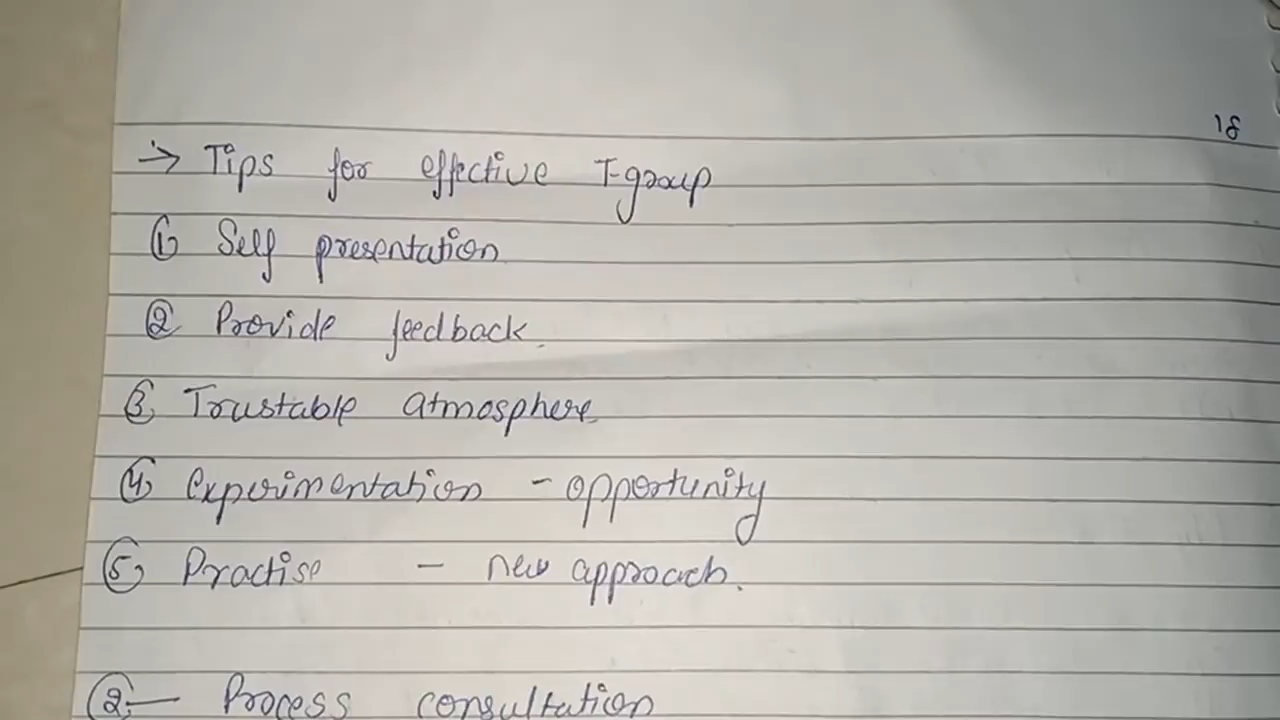 18
→ Tips for effective T-group
① Self presentation
② Provide feedback.
③ Trustable atmosphere
④ experimentation - opportunity
⑤ Practise - new approach.
②— Process consultation